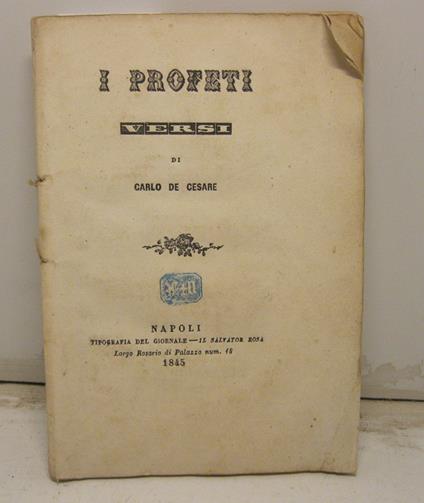 I PROFETI
VERSI
DI
CARLO DE CESARE
NAPOLI
TIPOGRAFIA DEL GIORNALE — IL SALVATOR ROSA
Largo Rosario di Palazzo num. 18
1845